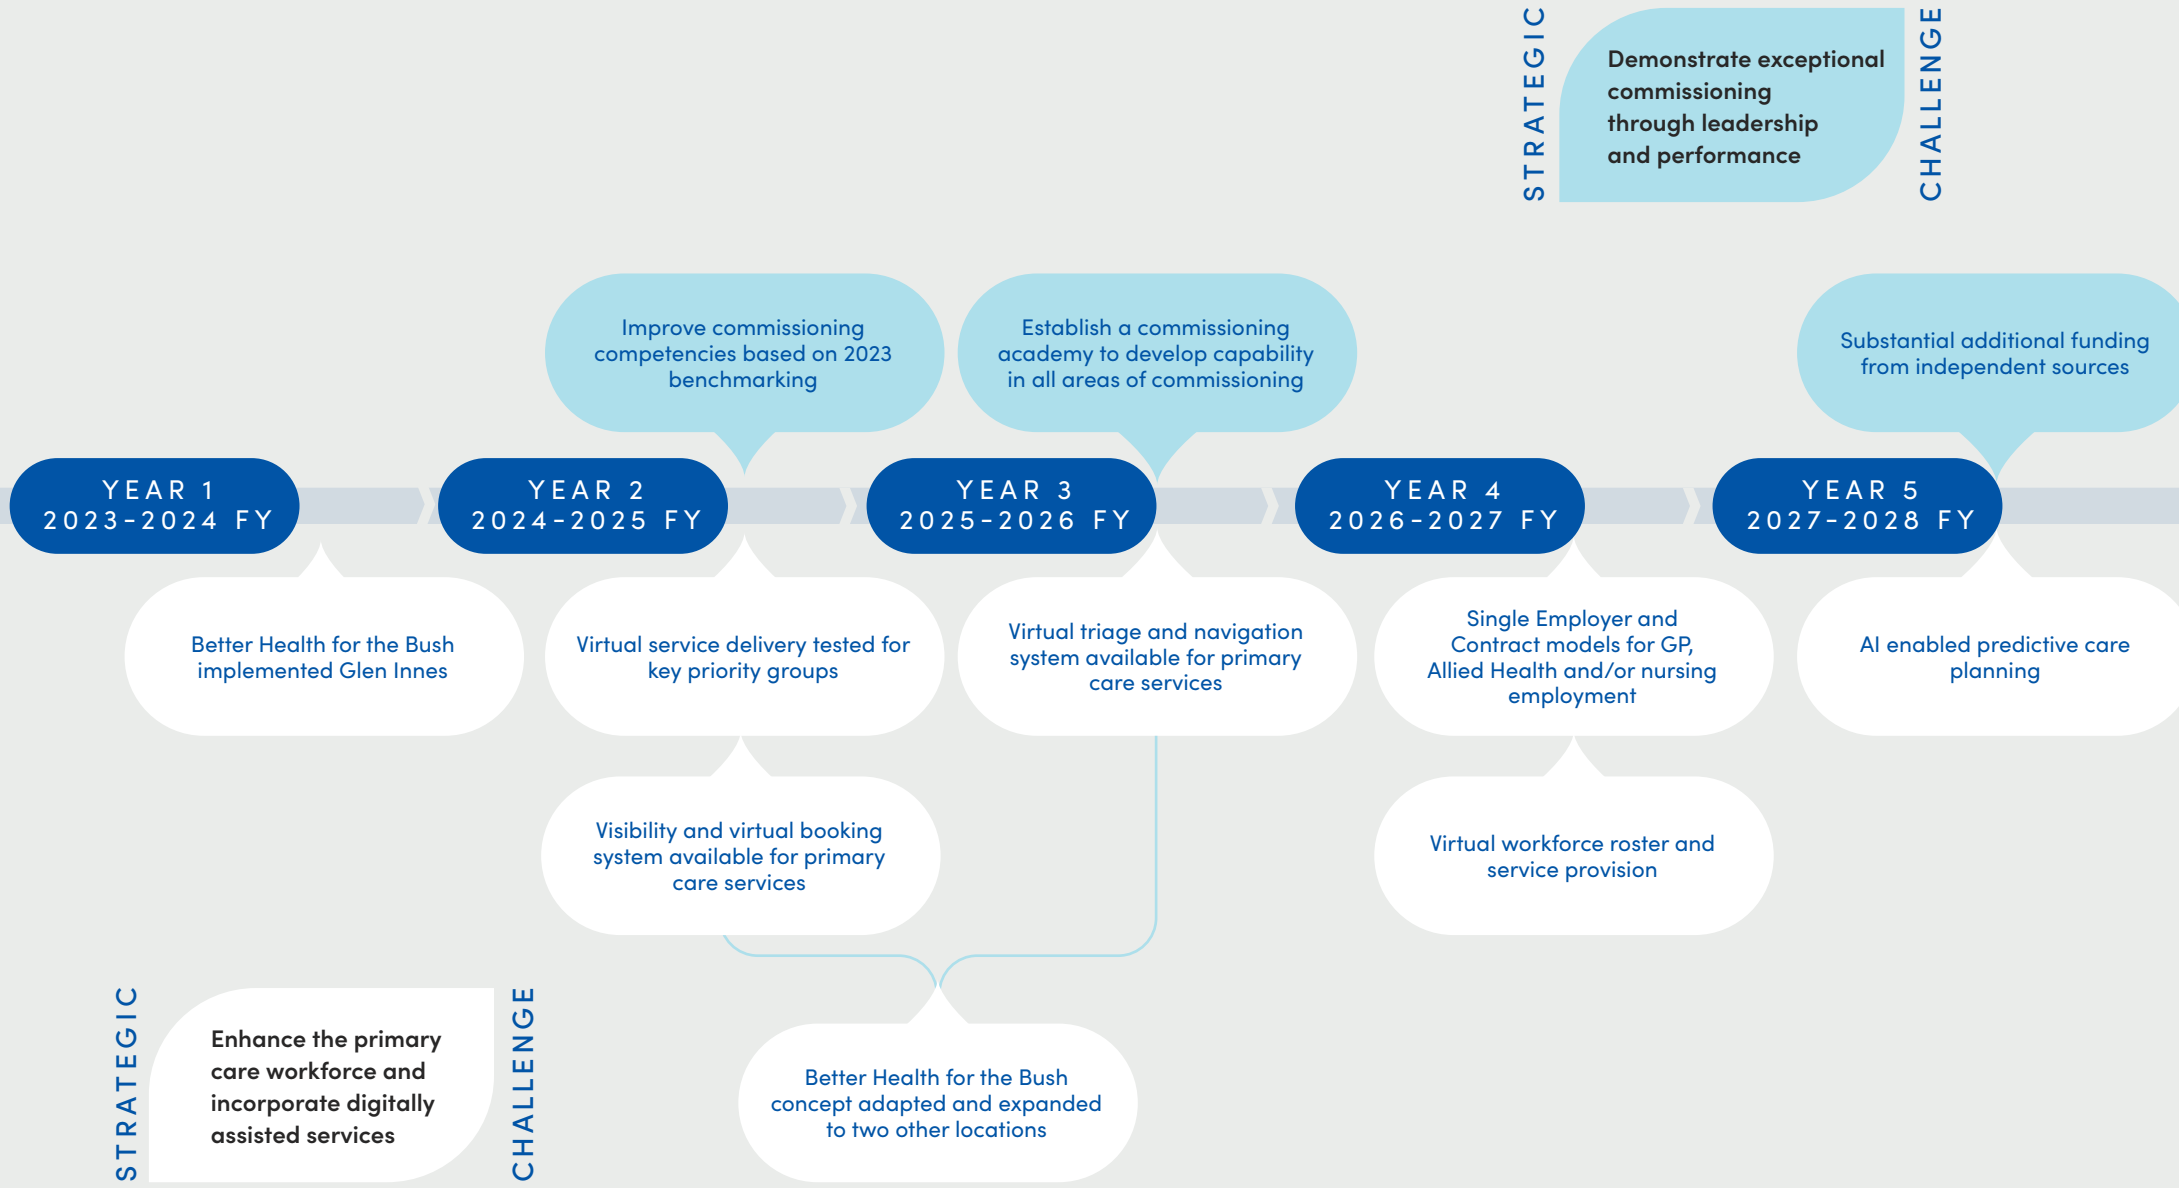 STRATEGIC
Demonstrate exceptional
commissioning
through leadership
and performance
CHALLENGE
Improve commissioning
competencies based on 2023
benchmarking
Establish a commissioning
academy to develop capability
in all areas of commissioning
Substantial additional funding
from independent sources
YEAR 1
2023-2024 FY
YEAR 2
2024-2025 FY
YEAR 3
2025-2026 FY
YEAR 4
2026-2027 FY
YEAR 5
2027-2028 FY
Better Health for the Bush
implemented Glen Innes
Virtual service delivery tested for
key priority groups
Virtual triage and navigation
system available for primary
care services
Single Employer and
Contract models for GP,
Allied Health and/or nursing
employment
AI enabled predictive care
planning
Visibility and virtual booking
system available for primary
care services
Virtual workforce roster and
service provision
STRATEGIC
Enhance the primary
care workforce and
incorporate digitally
assisted services
CHALLENGE
Better Health for the Bush
concept adapted and expanded
to two other locations